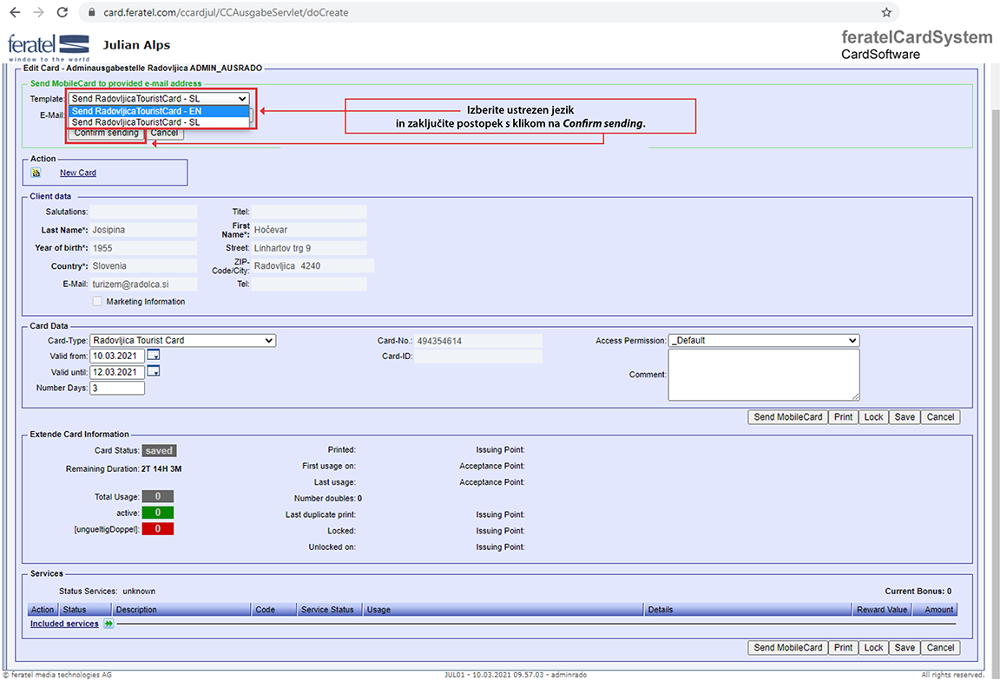 card.feratel.com/ccardjul/CCAusgabeServlet/doCreate
feratel
window to the world
Julian Alps
feratelCardSystem
CardSoftware
Edit Card - Adminausgabestelle Radovljica ADMIN_AUSRADO
Send MobileCard to provided e-mail address
Template: Send RadovljicaTouristCard - SL
Send RadovljicaTouristCard - EN
E-Mail:
Send RadovljicaTouristCard - SL
Confirm sending Cancel
Izberite ustrezen jezik
in zaključite postopek s klikom na Confirm sending.
Action
New Card
Client data
Salutations: Titel:
Last Name*: Josipina First Name*: Hočevar
Year of birth*: 1955 Street: Linhartov trg 9
Country*: Slovenia ZIP-Code/City: Radovljica 4240
E-Mail: turizem@radolca.si Tel:
Marketing Information
Card Data
Card-Type: Radovljica Tourist Card Card-No.: 494354614 Access Permission: _Default
Valid from: 10.03.2021 Card-ID:
Valid until: 12.03.2021 Comment:
Number Days: 3
Send MobileCard Print Lock Save Cancel
Extende Card Information
Card Status: saved Printed: Issuing Point:
Remaining Duration: 2T 14H 3M First usage on: Acceptance Point:
Last usage: Acceptance Point:
Total Usage: 0 Number doubles: 0
active: 0 Last duplicate print: Issuing Point:
[ungueltigDoppel]: 0 Locked: Issuing Point:
Unlocked on: Issuing Point:
Services
Status Services: unknown Current Bonus: 0
Action Status Description Code Service Status Usage Details Reward Value Amount
Included services
Send MobileCard Print Lock Save Cancel
© feratel media technologies AG JUL01 - 10.03.2021 09.57.03 - adminrado All rights reserved.